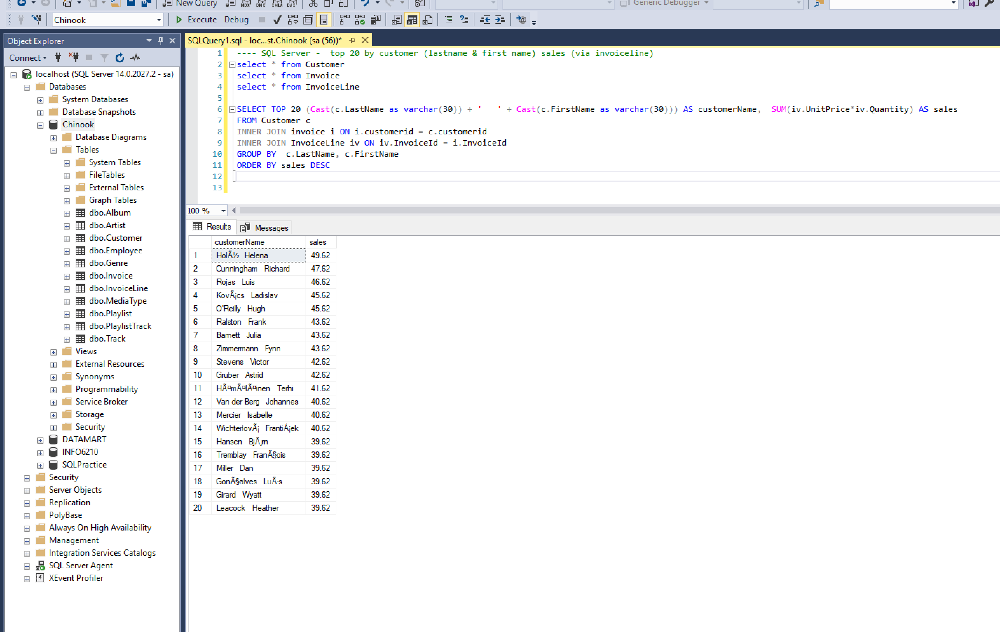 New Query MDX DMX XMLA DAX Generic Debugger
Chinook Execute Debug
Object Explorer
Connect
localhost (SQL Server 14.0.2027.2 - sa)
Databases
System Databases
Database Snapshots
Chinook
Database Diagrams
Tables
System Tables
FileTables
External Tables
Graph Tables
dbo.Album
dbo.Artist
dbo.Customer
dbo.Employee
dbo.Genre
dbo.Invoice
dbo.InvoiceLine
dbo.MediaType
dbo.Playlist
dbo.PlaylistTrack
dbo.Track
Views
External Resources
Synonyms
Programmability
Service Broker
Storage
Security
DATAMART
INFO6210
SQLPractice
Security
Server Objects
Replication
PolyBase
Always On High Availability
Management
Integration Services Catalogs
SQL Server Agent
XEvent Profiler
SQLQuery1.sql - loc...st.Chinook (sa (56))*
1 ---- SQL Server -  top 20 by customer (lastname & first name) sales (via invoiceline)
2 select * from Customer
3 select * from Invoice
4 select * from InvoiceLine
5
6 SELECT TOP 20 (Cast(c.LastName as varchar(30)) + '   ' + Cast(c.FirstName as varchar(30))) AS customerName,  SUM(iv.UnitPrice*iv.Quantity) AS sales
7 FROM Customer c
8 INNER JOIN invoice i ON i.customerid = c.customerid
9 INNER JOIN InvoiceLine iv ON iv.InvoiceId = i.InvoiceId
10 GROUP BY  c.LastName, c.FirstName
11 ORDER BY sales DESC
12
13
100 %
Results Messages
customerName sales
1 HolÃ½   Helena 49.62
2 Cunningham   Richard 47.62
3 Rojas   Luis 46.62
4 KovÃ¡cs   Ladislav 45.62
5 O'Reilly   Hugh 45.62
6 Ralston   Frank 43.62
7 Barnett   Julia 43.62
8 Zimmermann   Fynn 43.62
9 Stevens   Victor 42.62
10 Gruber   Astrid 42.62
11 HÃ¤mÃ¤lÃ¤inen   Terhi 41.62
12 Van der Berg   Johannes 40.62
13 Mercier   Isabelle 40.62
14 WichterlovÃ¡   FrantiÅ¡ek 40.62
15 Hansen   BjÃ¸rn 39.62
16 Tremblay   FranÃ§ois 39.62
17 Miller   Dan 39.62
18 GonÃ§alves   LuÃ-s 39.62
19 Girard   Wyatt 39.62
20 Leacock   Heather 39.62